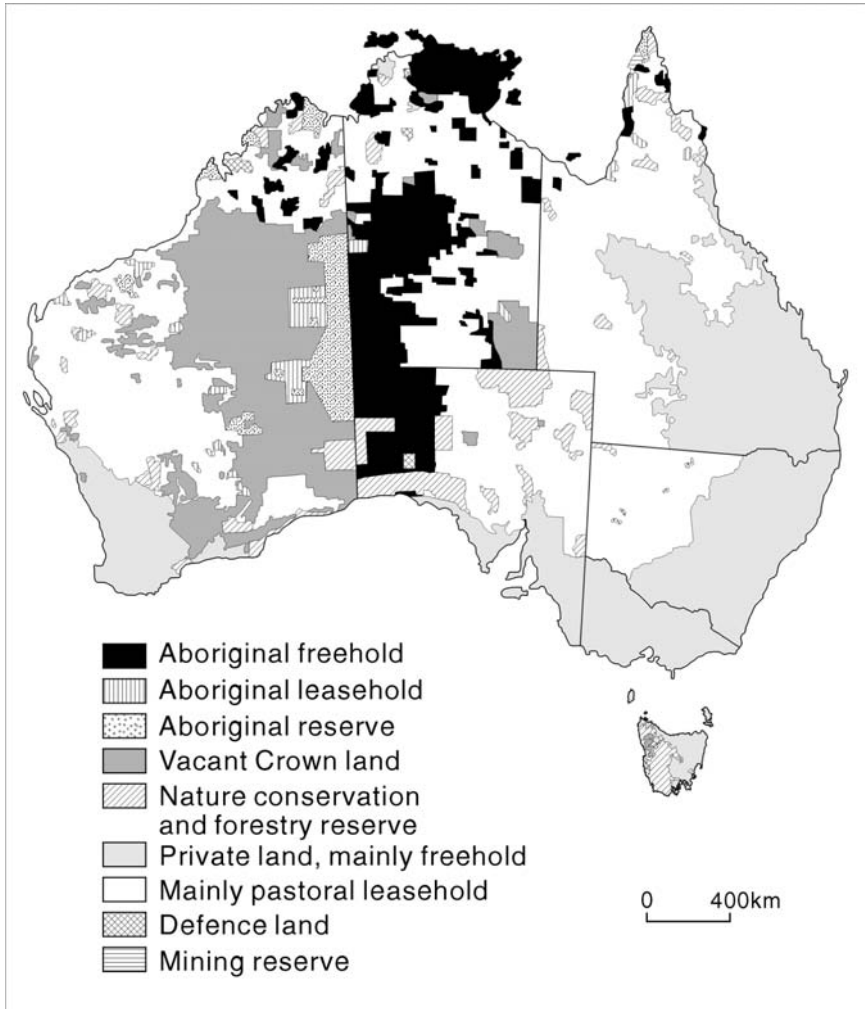 Aboriginal freehold
Aboriginal leasehold
Aboriginal reserve
Vacant Crown land
Nature conservation
and forestry reserve
Private land, mainly freehold
Mainly pastoral leasehold
Defence land
Mining reserve
0 400km